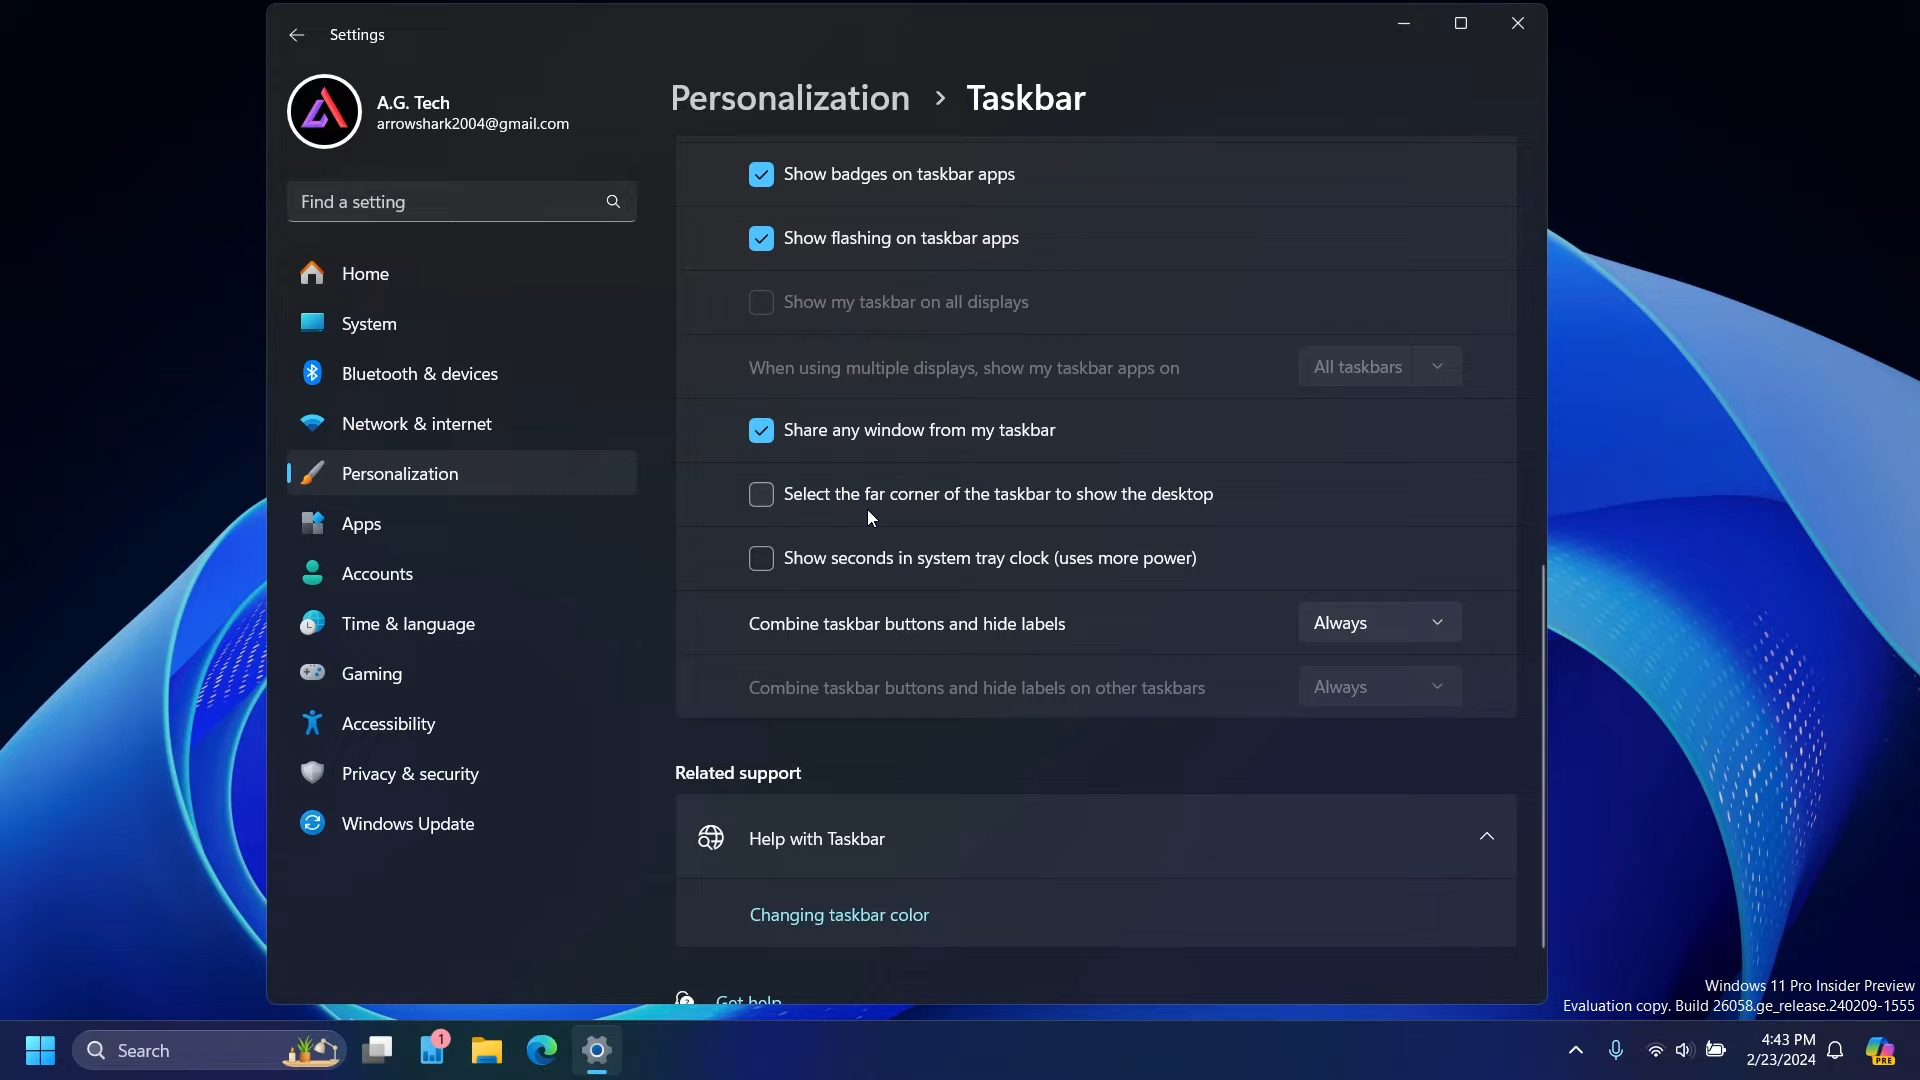 Settings
A.G. Tech
arrowshark2004@gmail.com
Find a setting
Home
System
Bluetooth & devices
Network & internet
Personalization
Apps
Accounts
Time & language
Gaming
Accessibility
Privacy & security
Windows Update
Personalization > Taskbar
Show badges on taskbar apps
Show flashing on taskbar apps
Show my taskbar on all displays
When using multiple displays, show my taskbar apps on All taskbars
Share any window from my taskbar
Select the far corner of the taskbar to show the desktop
Show seconds in system tray clock (uses more power)
Combine taskbar buttons and hide labels Always
Combine taskbar buttons and hide labels on other taskbars Always
Related support
Help with Taskbar
Changing taskbar color
Get help
Windows 11 Pro Insider Preview
Evaluation copy. Build 26058.ge_release.240209-1555
Search
1
4:43 PM
2/23/2024
PRE